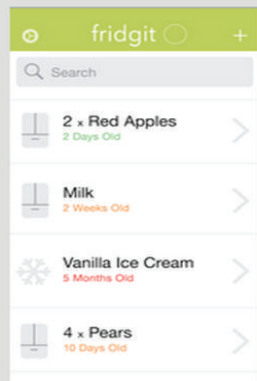 fridgit
Search
2 x Red Apples
2 Days Old
Milk
2 Weeks Old
Vanilla Ice Cream
5 Months Old
4 x Pears
10 Days Old